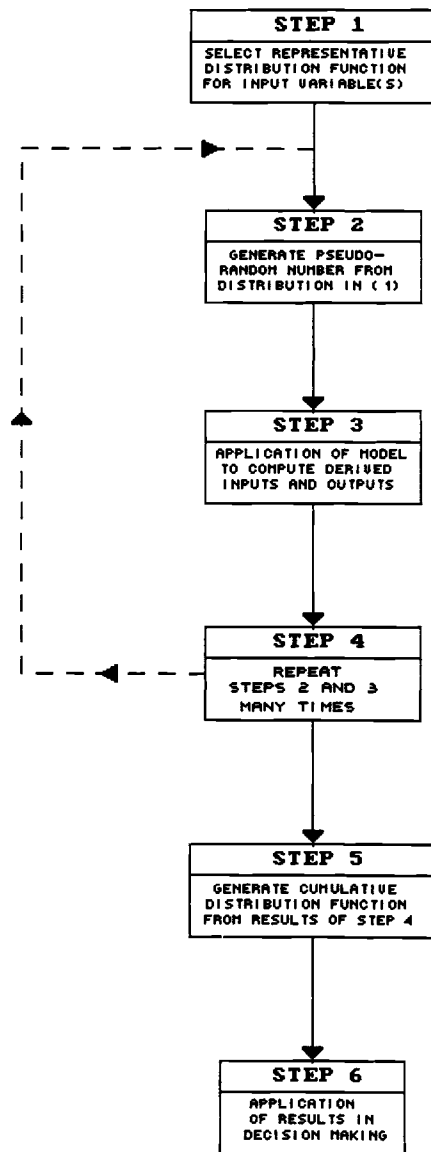 STEP 1
SELECT REPRESENTATIVE
DISTRIBUTION FUNCTION
FOR INPUT VARIABLE(S)
STEP 2
GENERATE PSEUDO-
RANDOM NUMBER FROM
DISTRIBUTION IN (1)
STEP 3
APPLICATION OF MODEL
TO COMPUTE DERIVED
INPUTS AND OUTPUTS
STEP 4
REPEAT
STEPS 2 AND 3
MANY TIMES
STEP 5
GENERATE CUMULATIVE
DISTRIBUTION FUNCTION
FROM RESULTS OF STEP 4
STEP 6
APPLICATION
OF RESULTS IN
DECISION MAKING